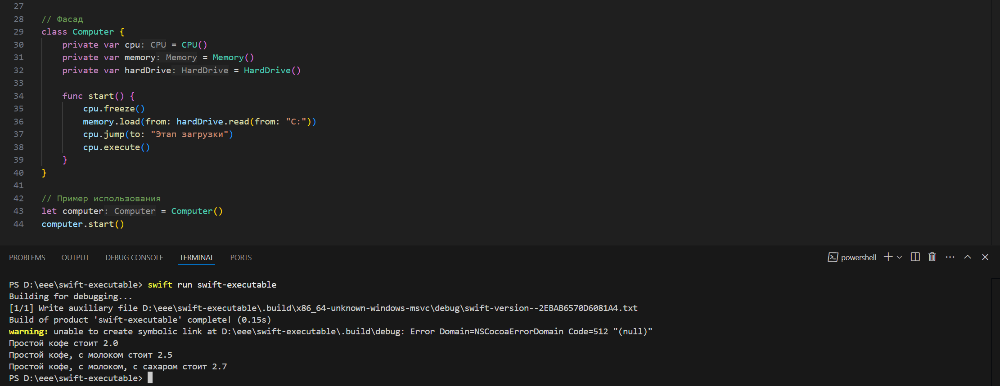 27
28 // Фасад
29 class Computer {
30 private var cpu: CPU = CPU()
31 private var memory: Memory = Memory()
32 private var hardDrive: HardDrive = HardDrive()
33
34 func start() {
35 cpu.freeze()
36 memory.load(from: hardDrive.read(from: "C:"))
37 cpu.jump(to: "Этап загрузки")
38 cpu.execute()
39 }
40 }
41
42 // Пример использования
43 let computer: Computer = Computer()
44 computer.start()
PROBLEMS OUTPUT DEBUG CONSOLE TERMINAL PORTS powershell
PS D:\eee\swift-executable> swift run swift-executable
Building for debugging...
[1/1] Write auxiliary file D:\eee\swift-executable\.build\x86_64-unknown-windows-msvc\debug\swift-version--2EBAB6570D6081A4.txt
Build of product 'swift-executable' complete! (0.15s)
warning: unable to create symbolic link at D:\eee\swift-executable\.build\debug: Error Domain=NSCocoaErrorDomain Code=512 "(null)"
Простой кофе стоит 2.0
Простой кофе, с молоком стоит 2.5
Простой кофе, с молоком, с сахаром стоит 2.7
PS D:\eee\swift-executable>